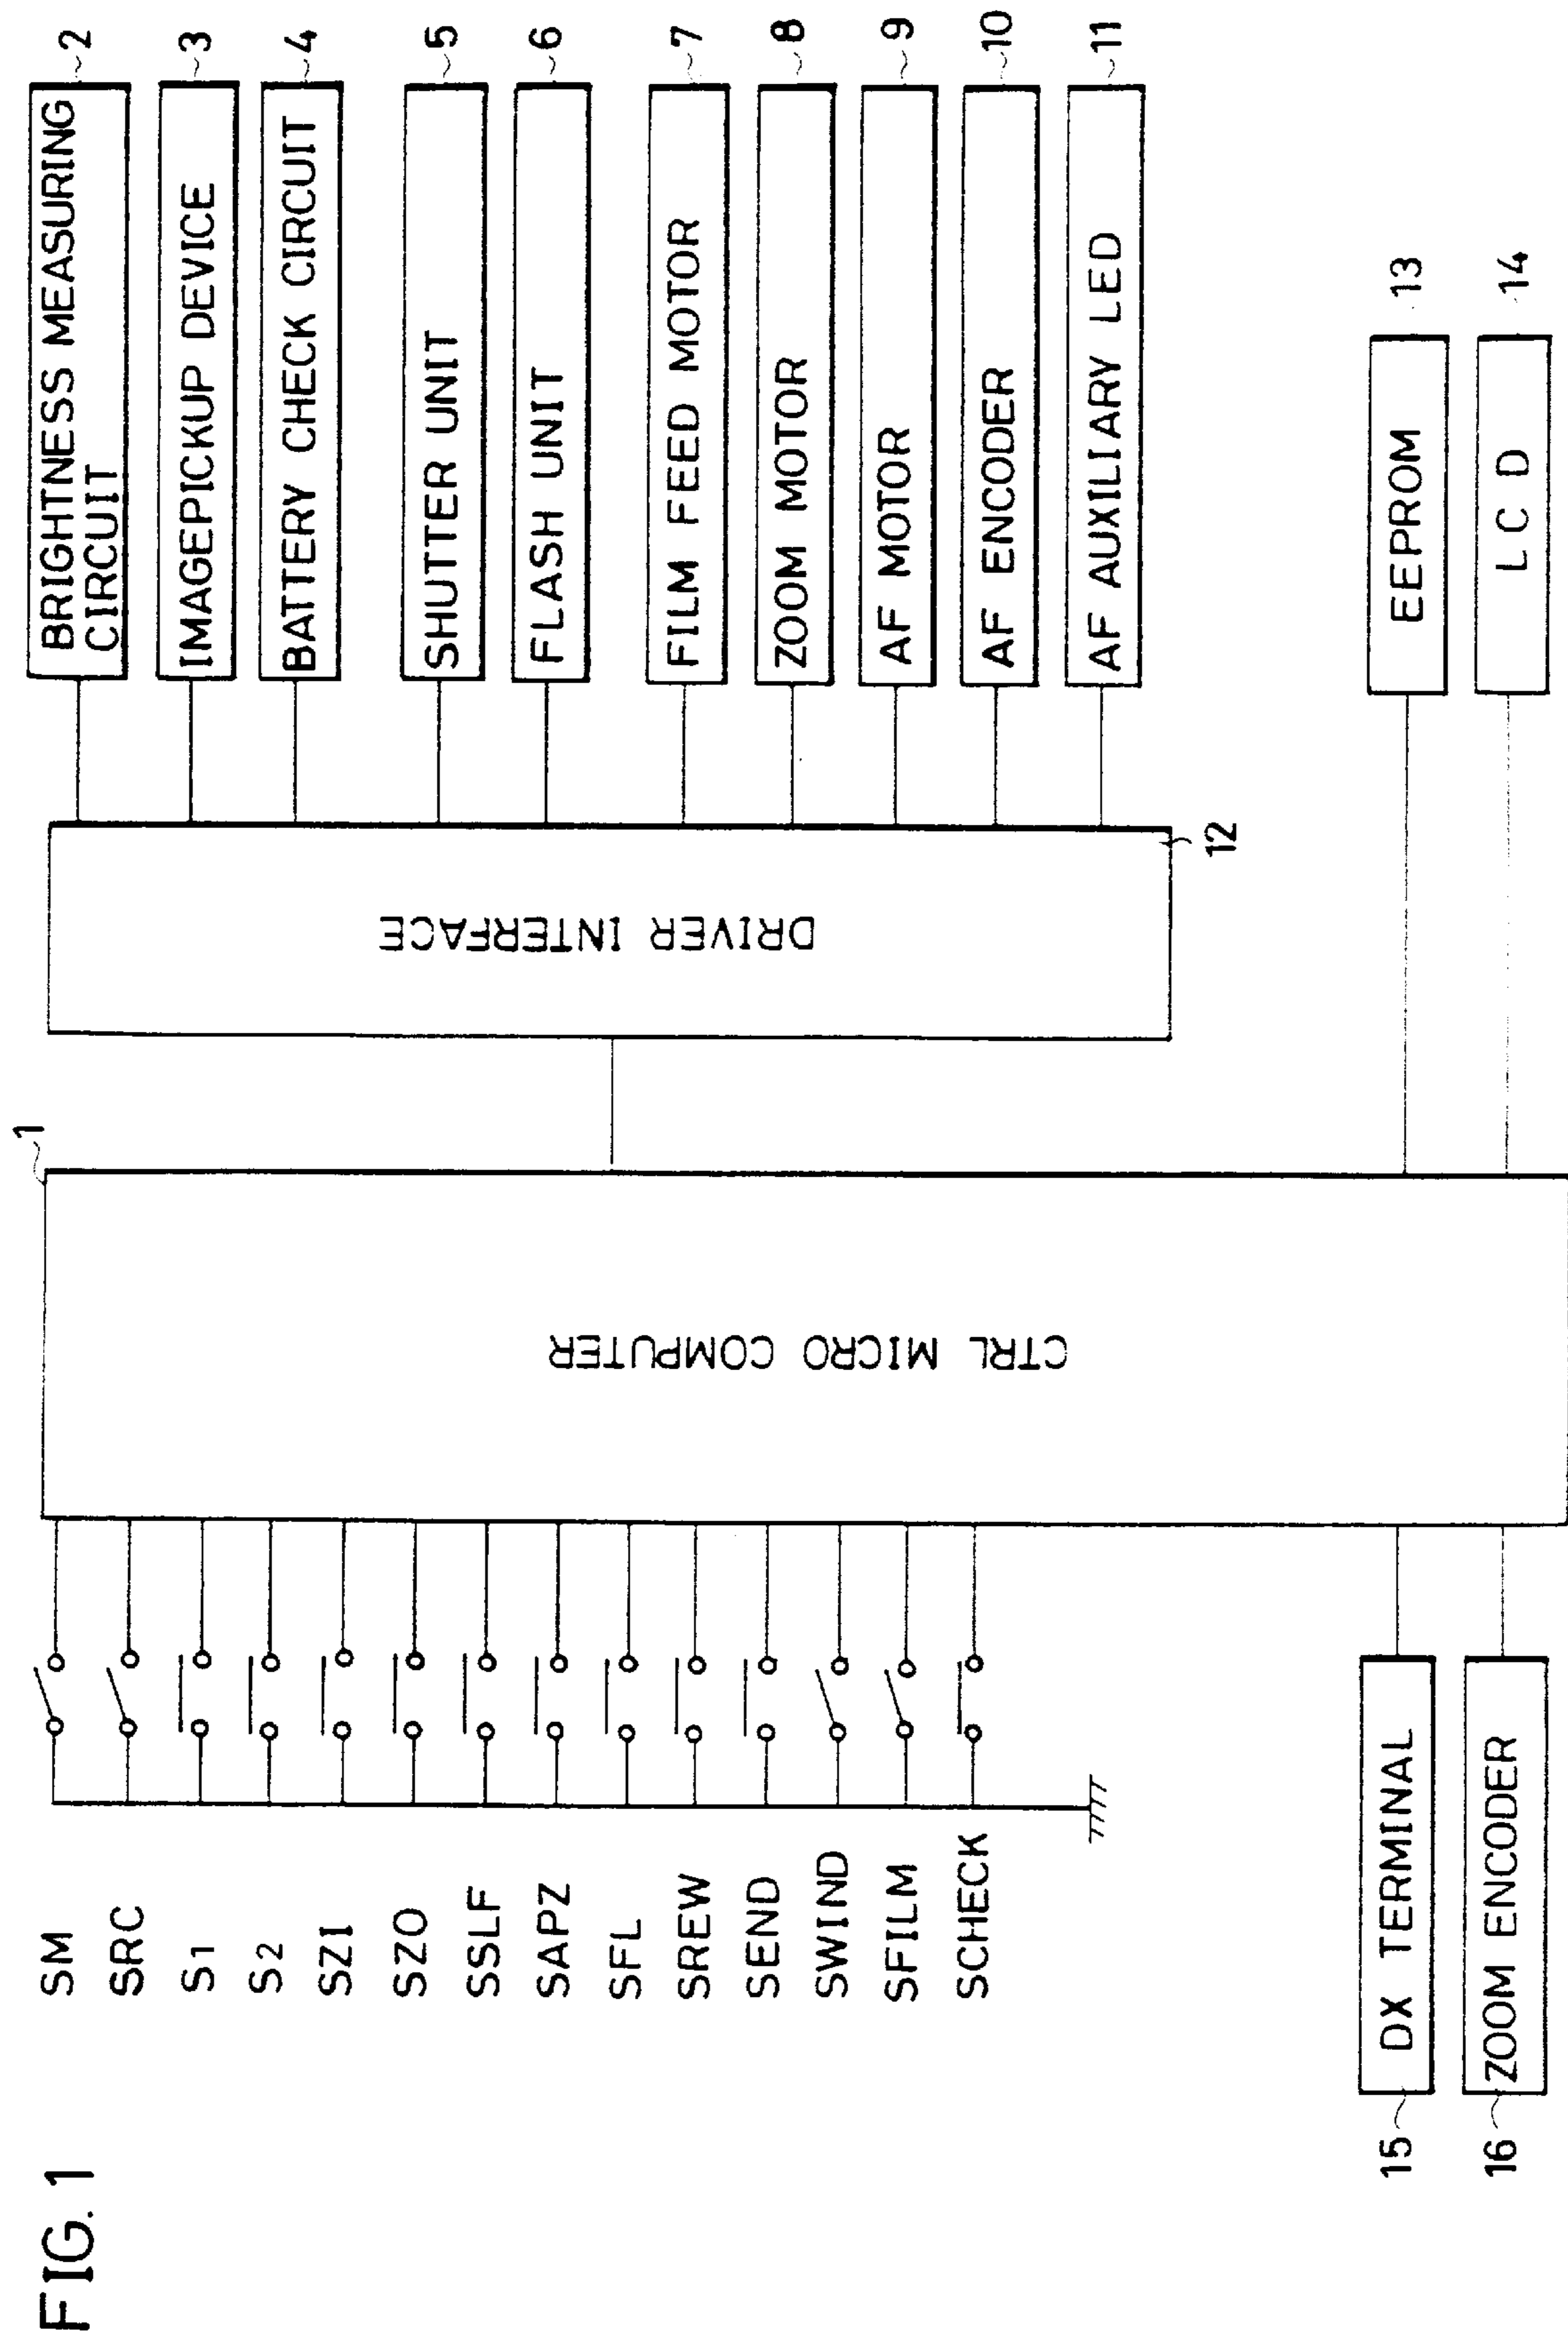 FIG. 1
SM
SRC
S1
S2
SZI
SZO
SSLF
SAPZ
SFL
SREW
SEND
SWIND
SFILM
SCHECK
15
DX TERMINAL
16
ZOOM ENCODER
1
CTRL MICRO COMPUTER
DRIVER INTERFACE
12
BRIGHTNESS MEASURING
CIRCUIT
2
IMAGEPICKUP DEVICE
3
BATTERY CHECK CIRCUIT
4
SHUTTER UNIT
5
FLASH UNIT
6
FILM FEED MOTOR
7
ZOOM MOTOR
8
AF MOTOR
9
AF ENCODER
10
AF AUXILIARY LED
11
EEPROM
13
LCD
14